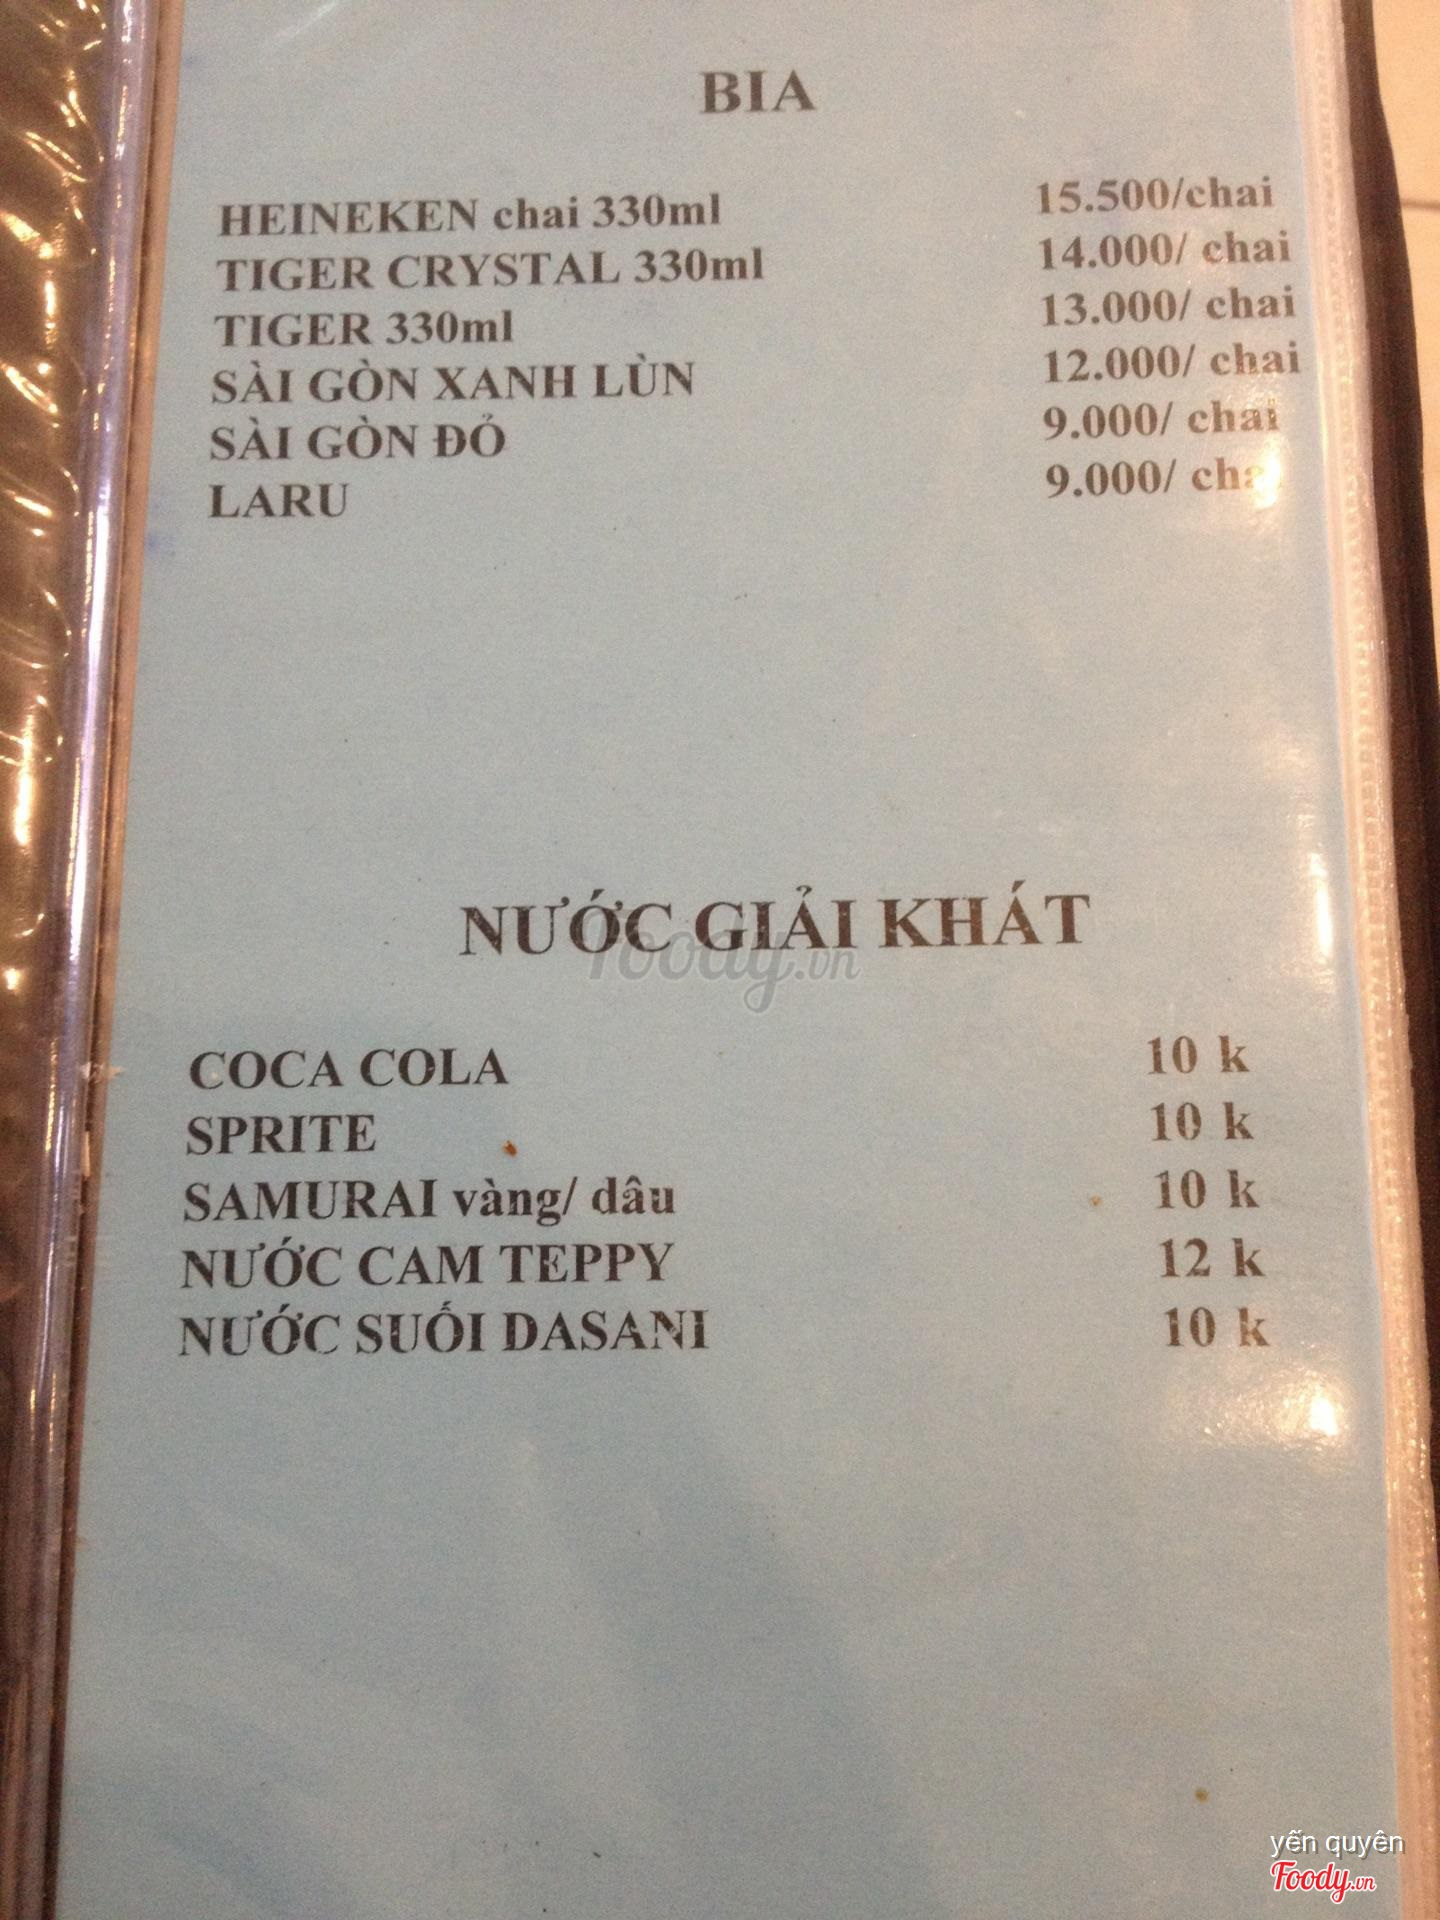 BIA
HEINEKEN chai 330ml 15.500/chai
TIGER CRYSTAL 330ml 14.000/ chai
TIGER 330ml 13.000/ chai
SÀI GÒN XANH LÙN 12.000/ chai
SÀI GÒN ĐỎ 9.000/ chai
LARU 9.000/ chai
NƯỚC GIẢI KHÁT
Foody.vn
COCA COLA 10 k
SPRITE 10 k
SAMURAI vàng/ dâu 10 k
NƯỚC CAM TEPPY 12 k
NƯỚC SUỐI DASANI 10 k
yến quyên
Foody.vn